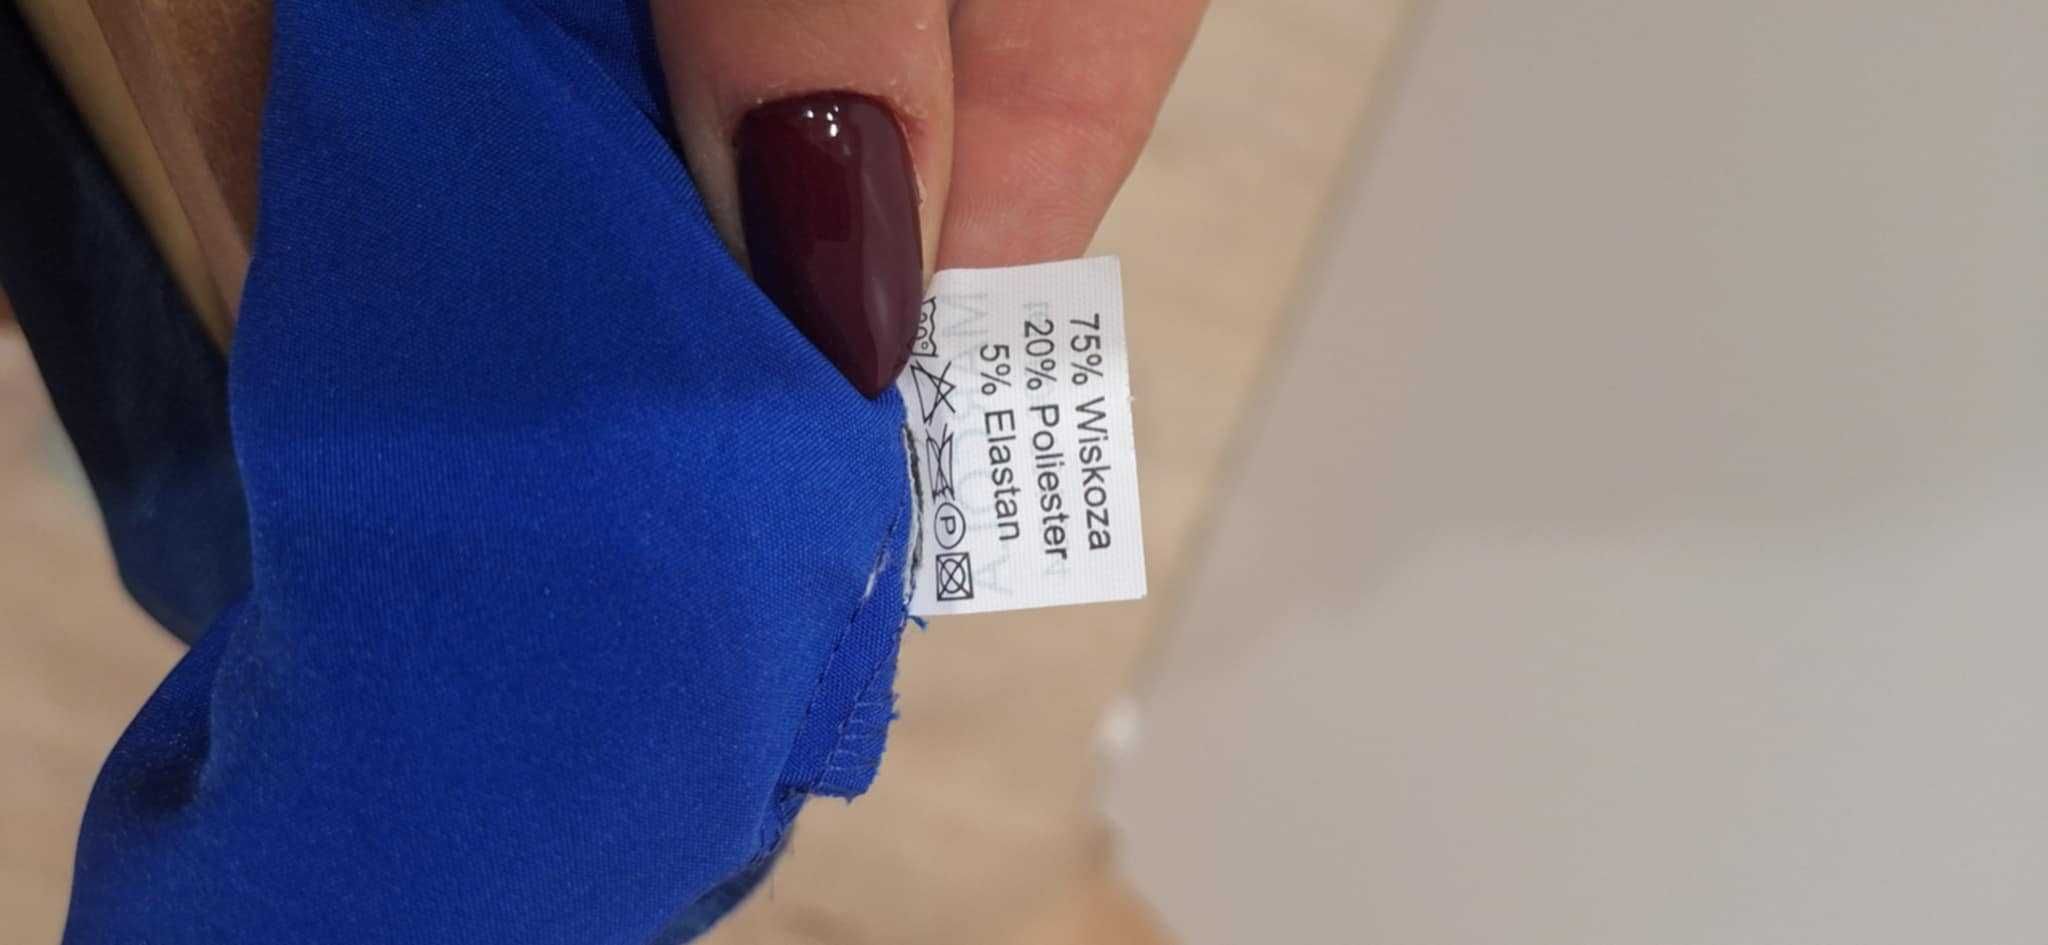 75% Wiskoza
20% Poliester
5% Elastan
30°
P